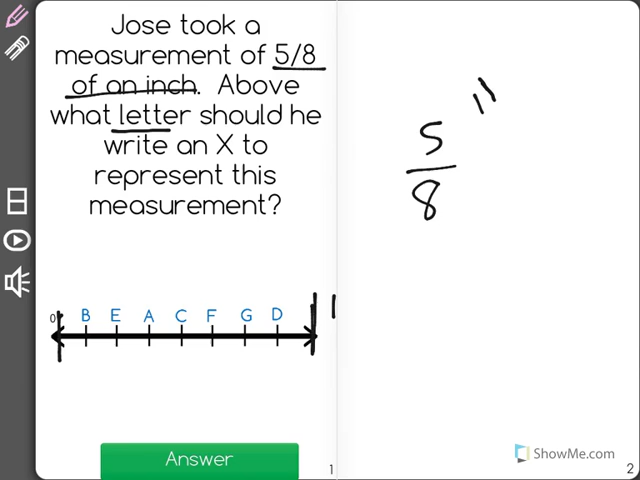 Jose took a
measurement of 5/8
of an inch. Above
what letter should he
write an X to
represent this
measurement?
0 B E A C F G D 1
Answer
1
5"
8
ShowMe.com
2